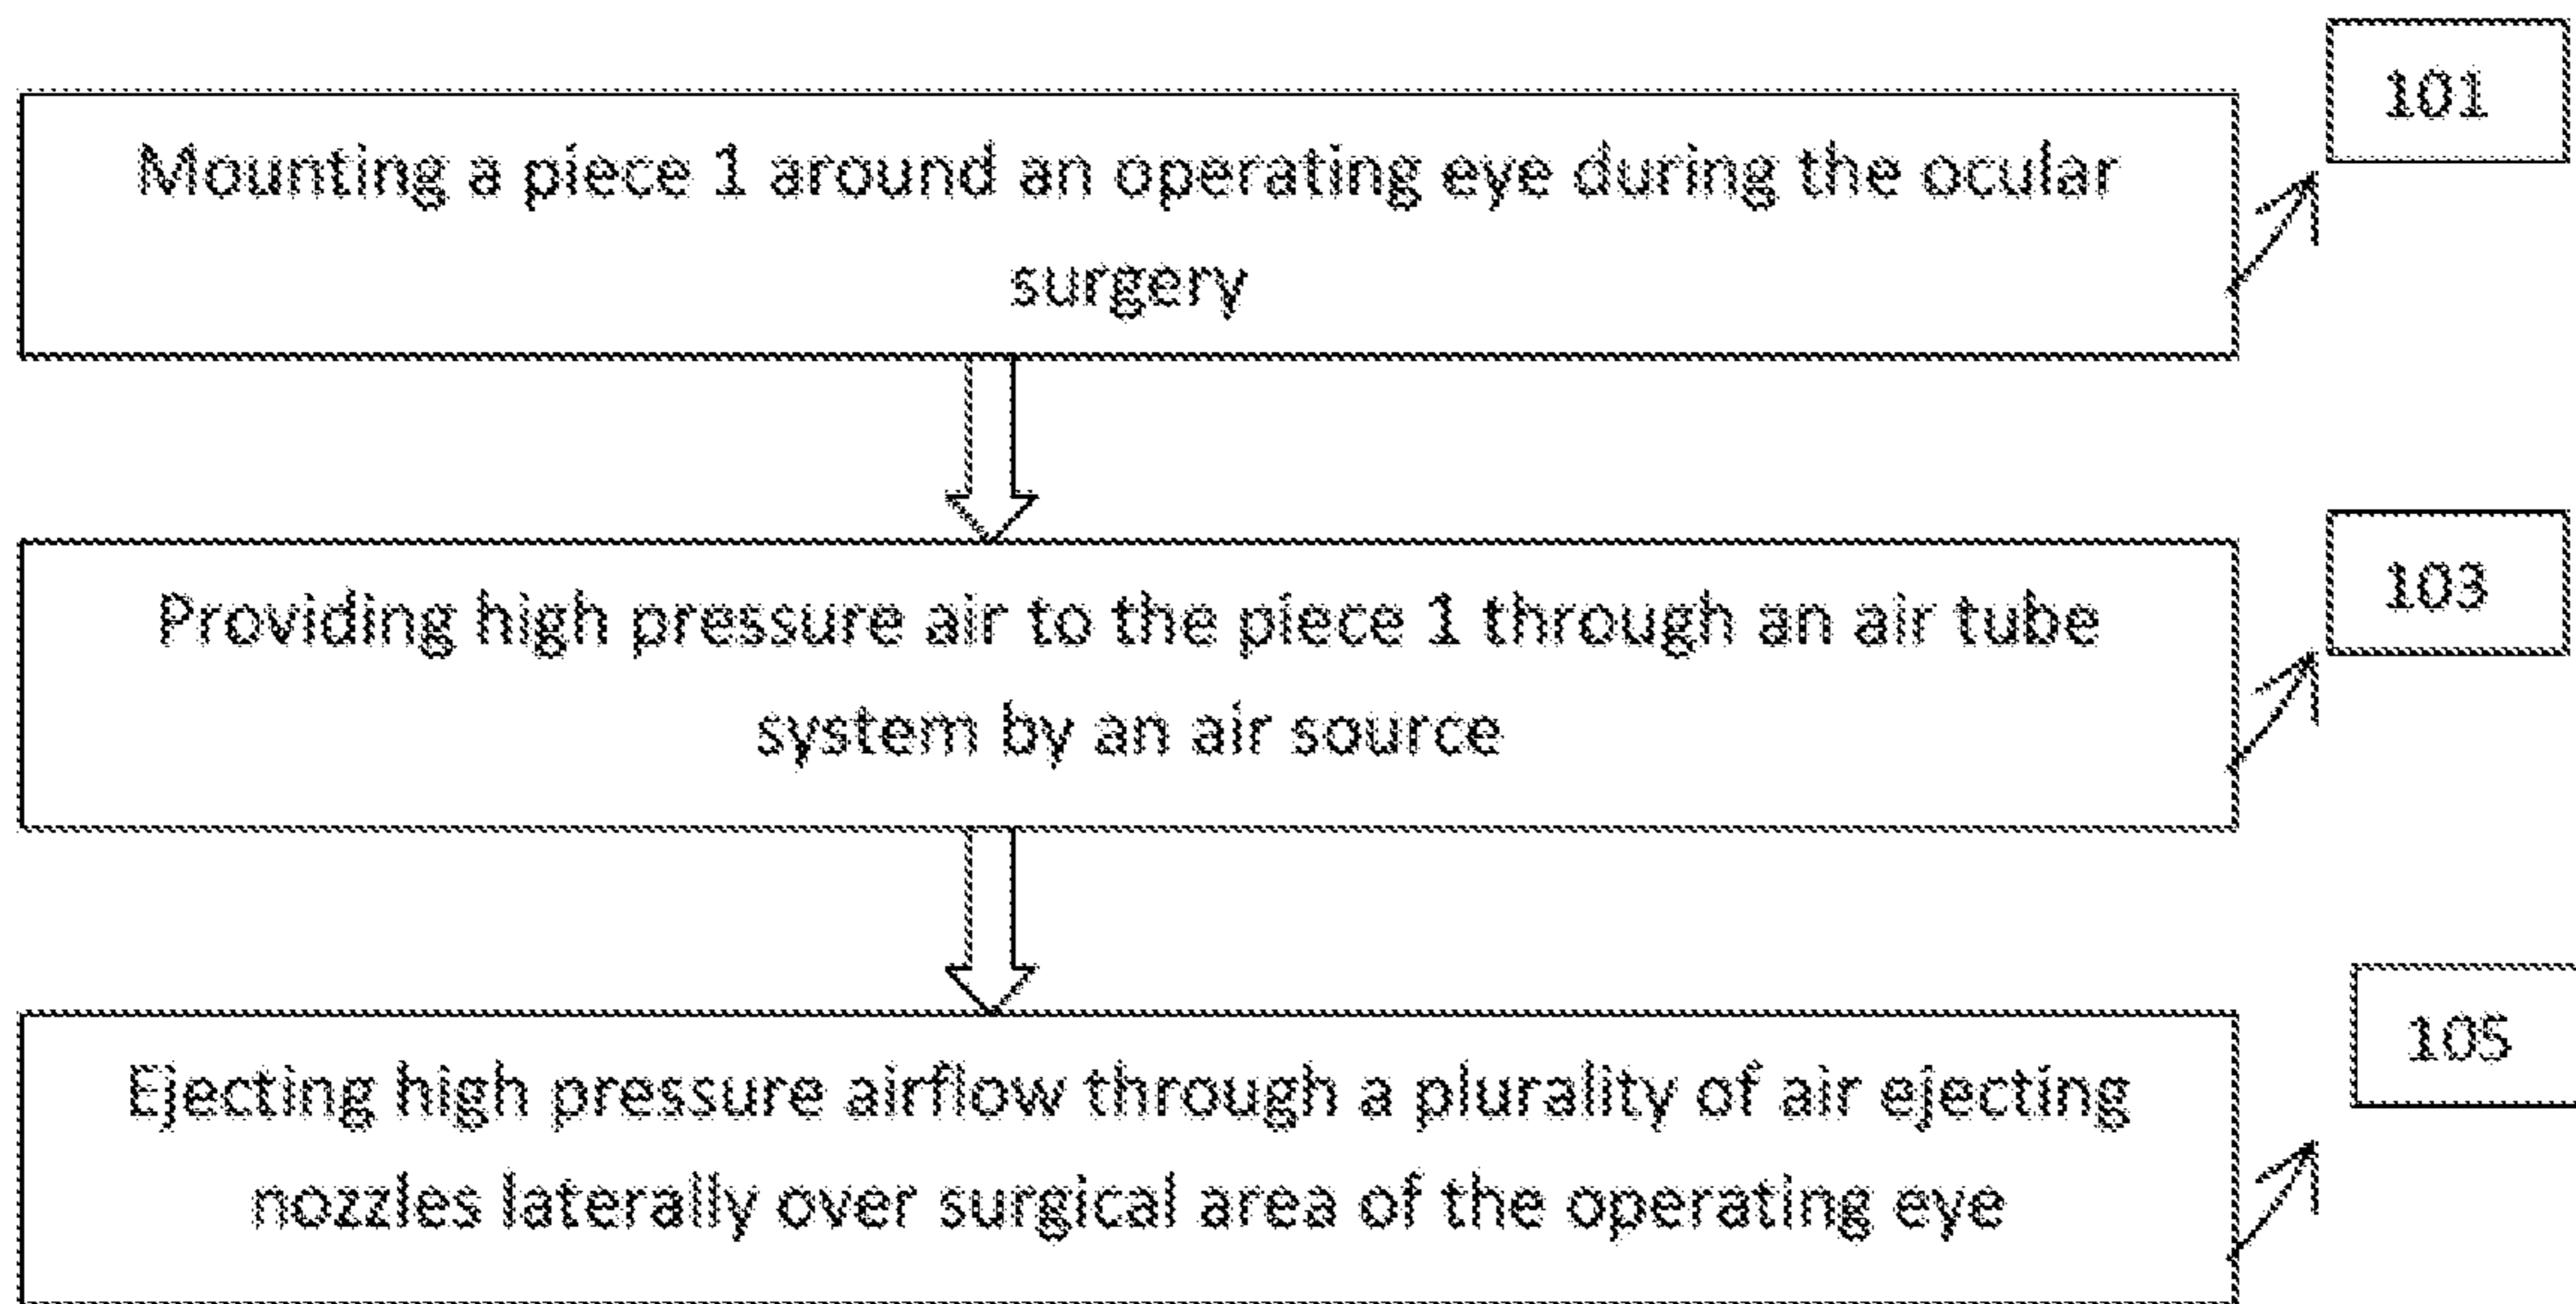 101
Mounting a piece 1 around an operating eye during the ocular
surgery
103
Providing high pressure air to the piece 1 through an air tube
system by an air source
105
Ejecting high pressure airflow through a plurality of air ejecting
nozzles laterally over surgical area of the operating eye